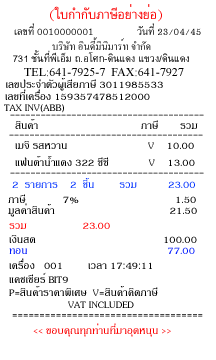 (ใบกำกับภาษีอย่างย่อ)
เลขที่ 0010000001 วันที่ 23/04/45
บริษัท อินดี้มินิมาร์ท จำกัด
731 ชั้นที่พีเอ็ม ถ.อโศก-ดินแดง แขวง/ดินแดง
TEL:641-7925-7 FAX:641-7927
เลขประจำตัวผู้เสียภาษี 3011985533
เลขที่เครื่อง 1593574785​12000
TAX INV(ABB)
สินค้า ภาษี รวม
เมจิ รสหวาน V 10.00
แฟนต้าน้ำแดง 322 ซีซี V 13.00
2 รายการ 2 ชิ้น รวม 23.00
ภาษี 7% 1.50
มูลค่าสินค้า 21.50
รวม 23.00
เงินสด 100.00
ทอน 77.00
เครื่อง 001 เวลา 17:49:11
แคชเชียร์ BIT9
P=สินค้าราคาพิเศษ V=สินค้าคิดภาษี
VAT INCLUDED
<< ขอบคุณทุกท่านที่มาอุดหนุน >>